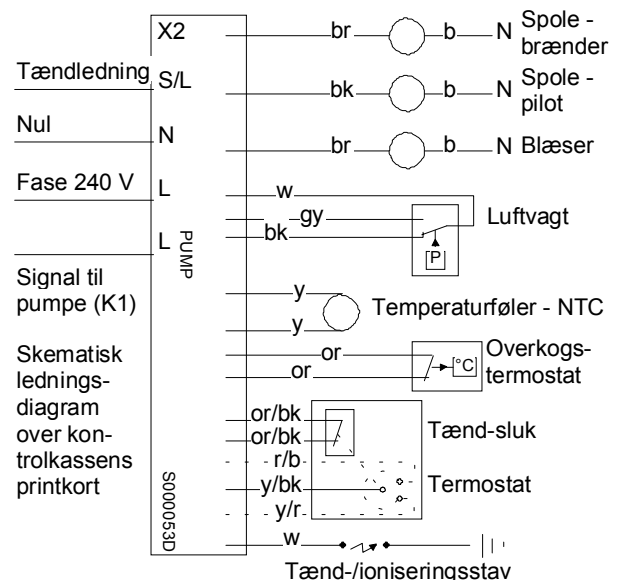 X2
br
b
N
Spole -
brænder
Tændledning
S/L
bk
b
N
Spole -
pilot
Nul
N
br
b
N
Blæser
Fase 240 V
L
w
gy
bk
Luftvagt
[P]
L
PUMP
Signal til
pumpe (K1)
y
y
Temperaturføler - NTC
Skematisk
lednings-
diagram
over kon-
trolkassens
printkort
or
or
[°C]
Overkogs-
termostat
or/bk
or/bk
Tænd-sluk
r/b
y/bk
y/r
Termostat
S000053D
w
Tænd-/ioniseringsstav